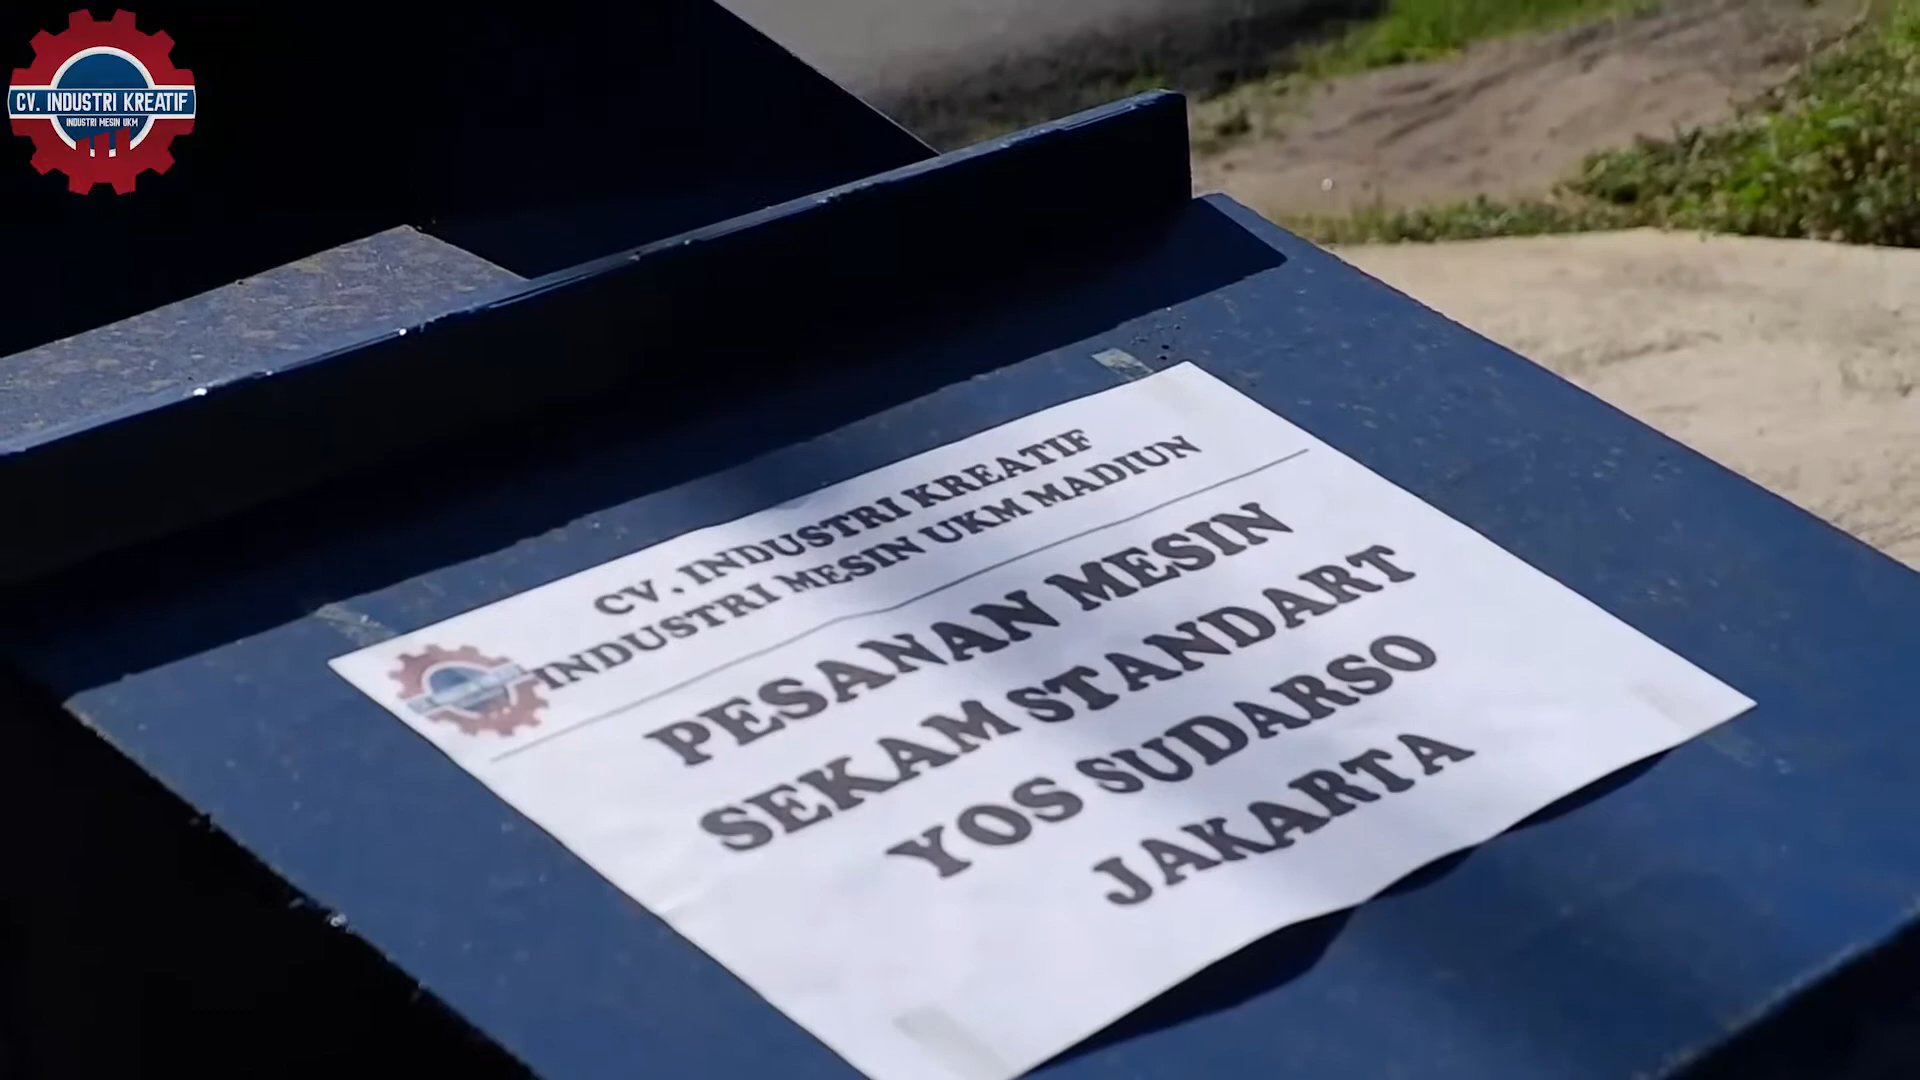 CV. INDUSTRI KREATIF
INDUSTRI MESIN UKM
CV. INDUSTRI KREATIF
INDUSTRI MESIN UKM MADIUN
PESANAN MESIN
SEKAM STANDART
YOS SUDARSO
JAKARTA